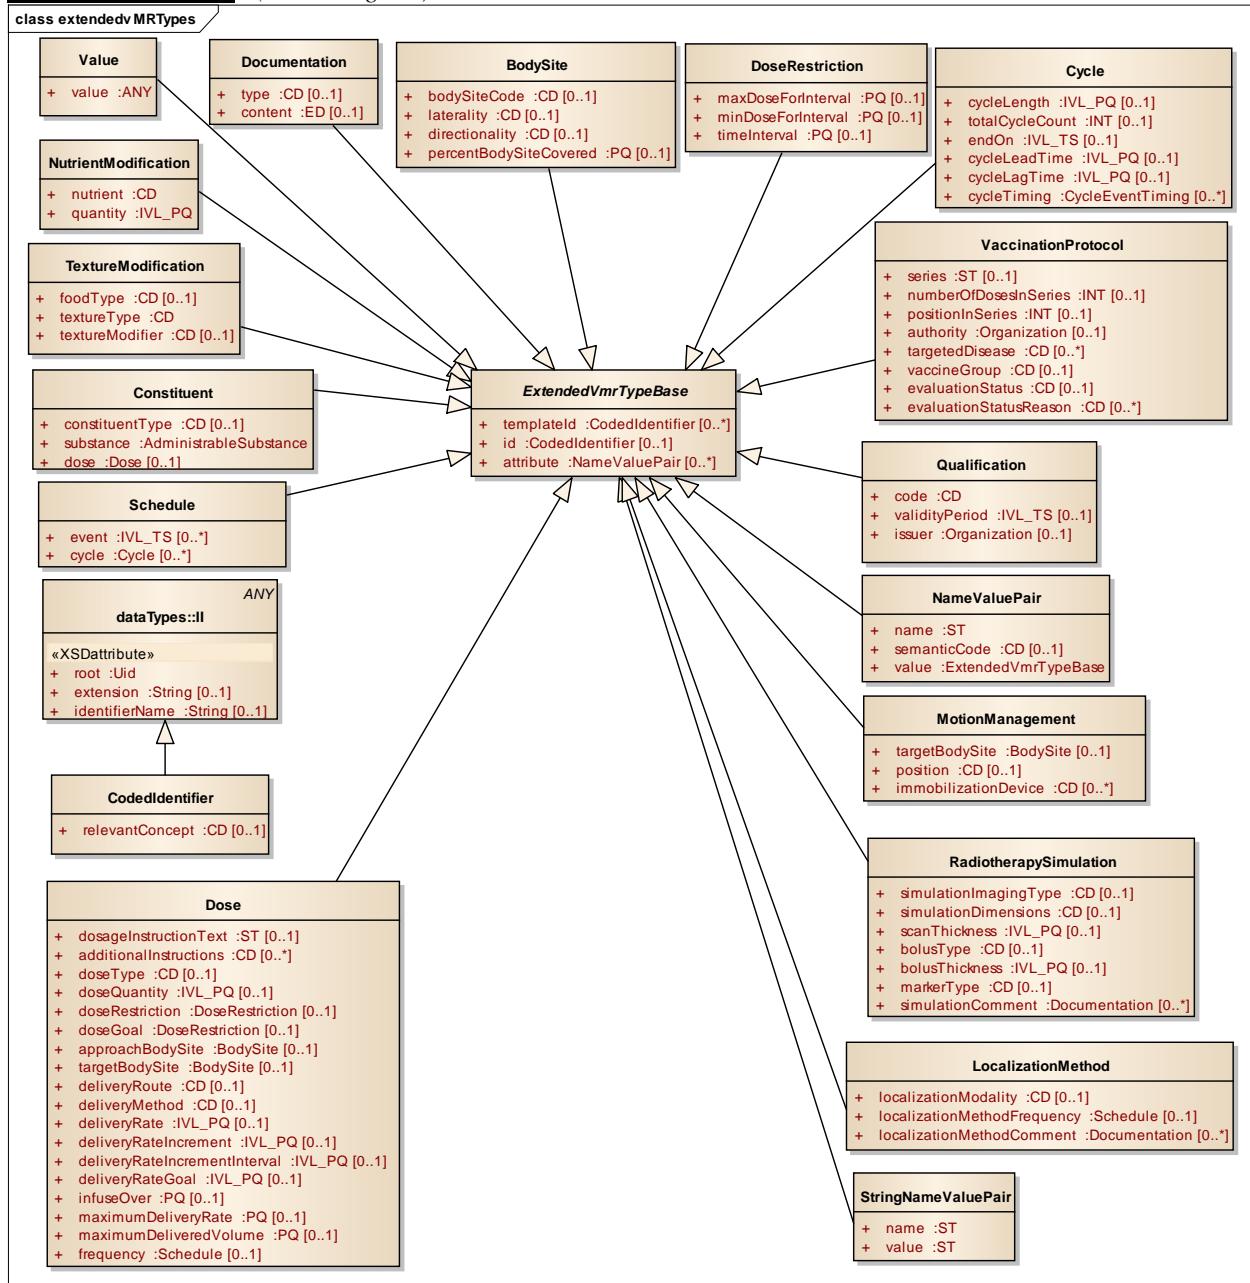 class extendedvMRTypes
Value
+ value :ANY
Documentation
+ type :CD [0..1]
+ content :ED [0..1]
BodySite
+ bodySiteCode :CD [0..1]
+ laterality :CD [0..1]
+ directionality :CD [0..1]
+ percentBodySiteCovered :PQ [0..1]
DoseRestriction
+ maxDoseForInterval :PQ [0..1]
+ minDoseForInterval :PQ [0..1]
+ timeInterval :PQ [0..1]
Cycle
+ cycleLength :IVL_PQ [0..1]
+ totalCycleCount :INT [0..1]
+ endOn :IVL_TS [0..1]
+ cycleLeadTime :IVL_PQ [0..1]
+ cycleLagTime :IVL_PQ [0..1]
+ cycleTiming :CycleEventTiming [0..*]
NutrientModification
+ nutrient :CD
+ quantity :IVL_PQ
TextureModification
+ foodType :CD [0..1]
+ textureType :CD
+ textureModifier :CD [0..1]
VaccinationProtocol
+ series :ST [0..1]
+ numberOfDosesInSeries :INT [0..1]
+ positionInSeries :INT [0..1]
+ authority :Organization [0..1]
+ targetedDisease :CD [0..*]
+ vaccineGroup :CD [0..1]
+ evaluationStatus :CD [0..1]
+ evaluationStatusReason :CD [0..*]
Constituent
+ constituentType :CD [0..1]
+ substance :AdministrableSubstance
+ dose :Dose [0..1]
ExtendedVmrTypeBase
+ templateId :CodedIdentifier [0..*]
+ id :CodedIdentifier [0..1]
+ attribute :NameValuePair [0..*]
Schedule
+ event :IVL_TS [0..*]
+ cycle :Cycle [0..*]
Qualification
+ code :CD
+ validityPeriod :IVL_TS [0..1]
+ issuer :Organization [0..1]
ANY
dataTypes::II
«XSDattribute»
+ root :Uid
+ extension :String [0..1]
+ identifierName :String [0..1]
NameValuePair
+ name :ST
+ semanticCode :CD [0..1]
+ value :ExtendedVmrTypeBase
MotionManagement
+ targetBodySite :BodySite [0..1]
+ position :CD [0..1]
+ immobilizationDevice :CD [0..*]
CodedIdentifier
+ relevantConcept :CD [0..1]
RadiotherapySimulation
+ simulationImagingType :CD [0..1]
+ simulationDimensions :CD [0..1]
+ scanThickness :IVL_PQ [0..1]
+ bolusType :CD [0..1]
+ bolusThickness :IVL_PQ [0..1]
+ markerType :CD [0..1]
+ simulationComment :Documentation [0..*]
Dose
+ dosageInstructionText :ST [0..1]
+ additionalInstructions :CD [0..*]
+ doseType :CD [0..1]
+ doseQuantity :IVL_PQ [0..1]
+ doseRestriction :DoseRestriction [0..1]
+ doseGoal :DoseRestriction [0..1]
+ approachBodySite :BodySite [0..1]
+ targetBodySite :BodySite [0..1]
+ deliveryRoute :CD [0..1]
+ deliveryMethod :CD [0..1]
+ deliveryRate :IVL_PQ [0..1]
+ deliveryRateIncrement :IVL_PQ [0..1]
+ deliveryRateIncrementInterval :IVL_PQ [0..1]
+ deliveryRateGoal :IVL_PQ [0..1]
+ infuseOver :PQ [0..1]
+ maximumDeliveryRate :PQ [0..1]
+ maximumDeliveredVolume :PQ [0..1]
+ frequency :Schedule [0..1]
LocalizationMethod
+ localizationModality :CD [0..1]
+ localizationMethodFrequency :Schedule [0..1]
+ localizationMethodComment :Documentation [0..*]
StringNameValuePair
+ name :ST
+ value :ST